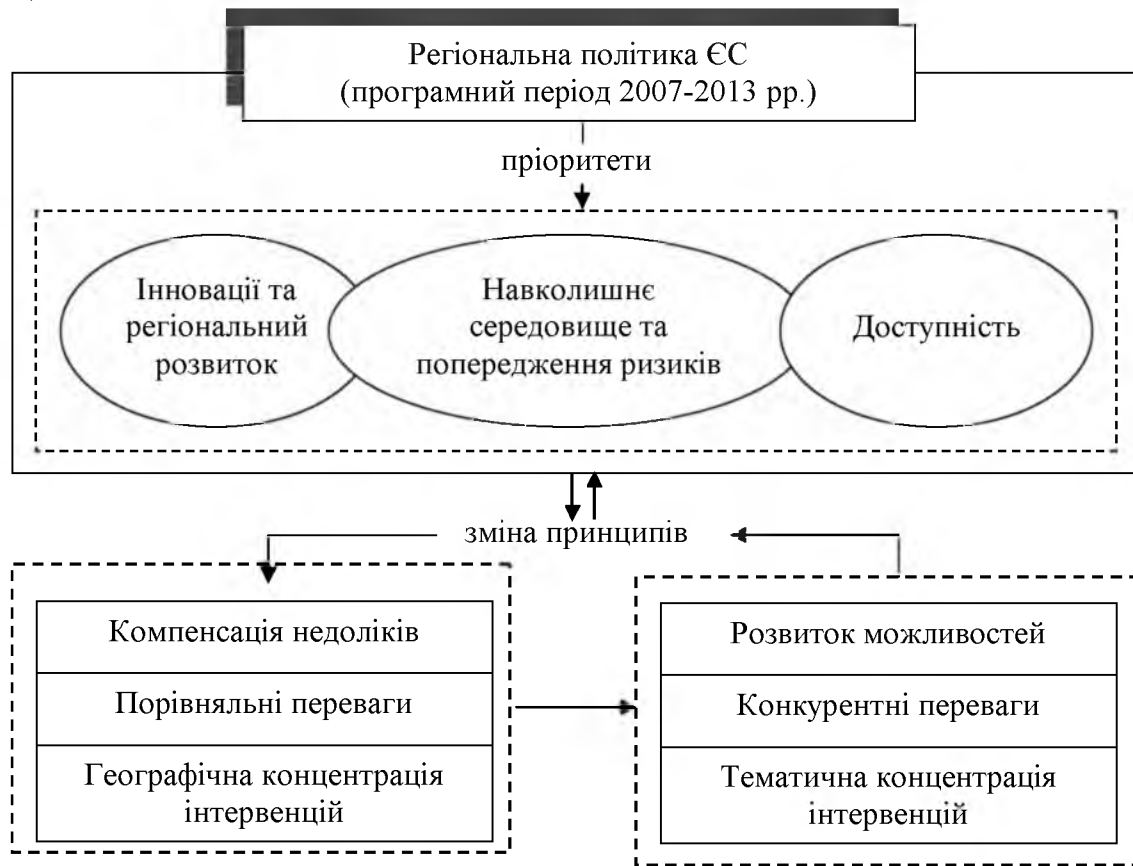 Регіональна політика ЄС
(програмний період 2007-2013 рр.)
пріоритети
Інновації та
регіональний
розвиток
Навколишнє
середовище та
попередження ризиків
Доступність
зміна принципів
Компенсація недоліків
Порівняльні переваги
Географічна концентрація
інтервенцій
Розвиток можливостей
Конкурентні переваги
Тематична концентрація
інтервенцій